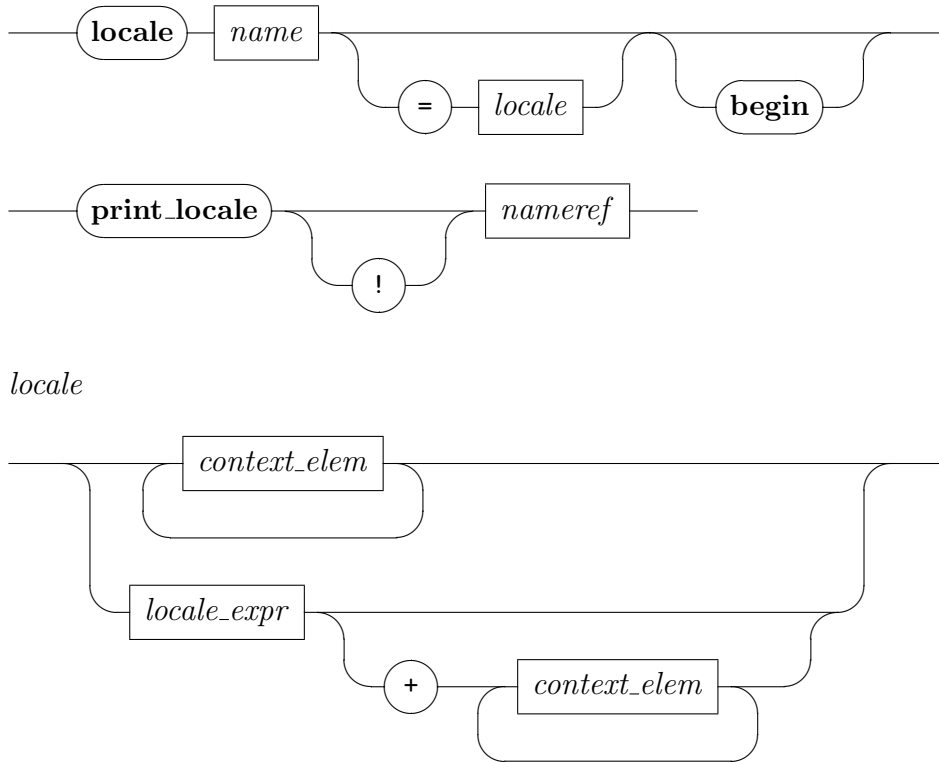 locale name
= locale begin
print_locale nameref
!
locale
context_elem
locale_expr
+ context_elem